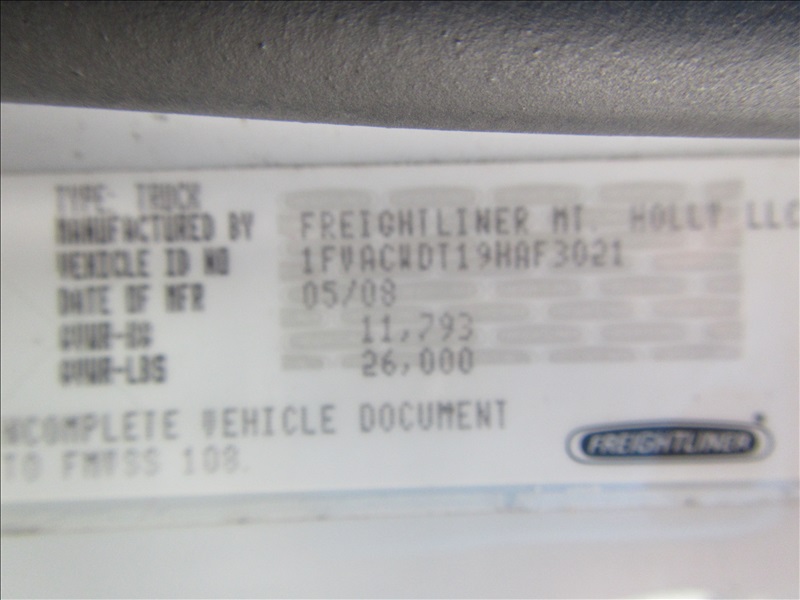 TYPE: TRUCK
MANUFACTURED BY FREIGHTLINER MT. HOLLY LLC
VEHICLE ID NO 1FVACWDT19HAF3021
DATE OF MFR 05/08
GVWR-KG 11,793
GVWR-LBS 26,000
NCOMPLETE VEHICLE DOCUMENT
TO FMVSS 108.
FREIGHTLINER